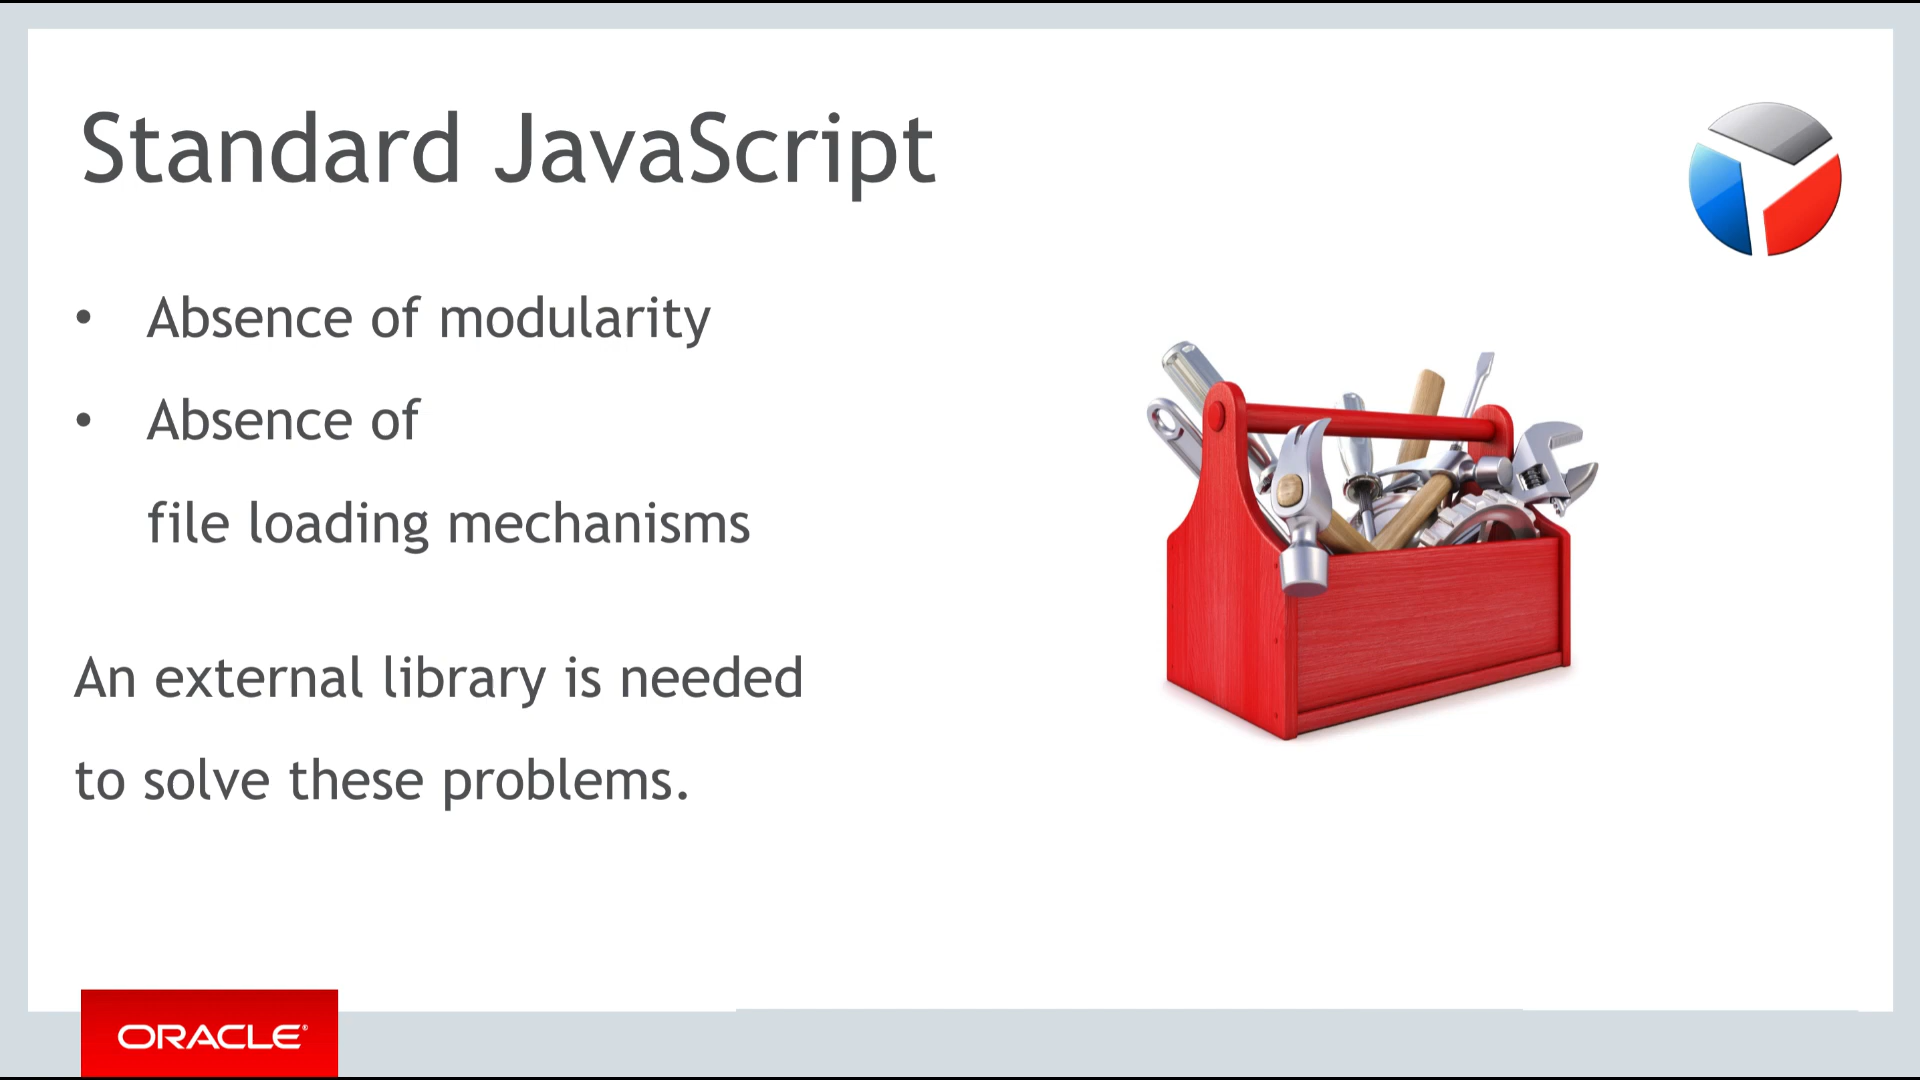 Standard JavaScript
• Absence of modularity
• Absence of
file loading mechanisms
An external library is needed
to solve these problems.
ORACLE®